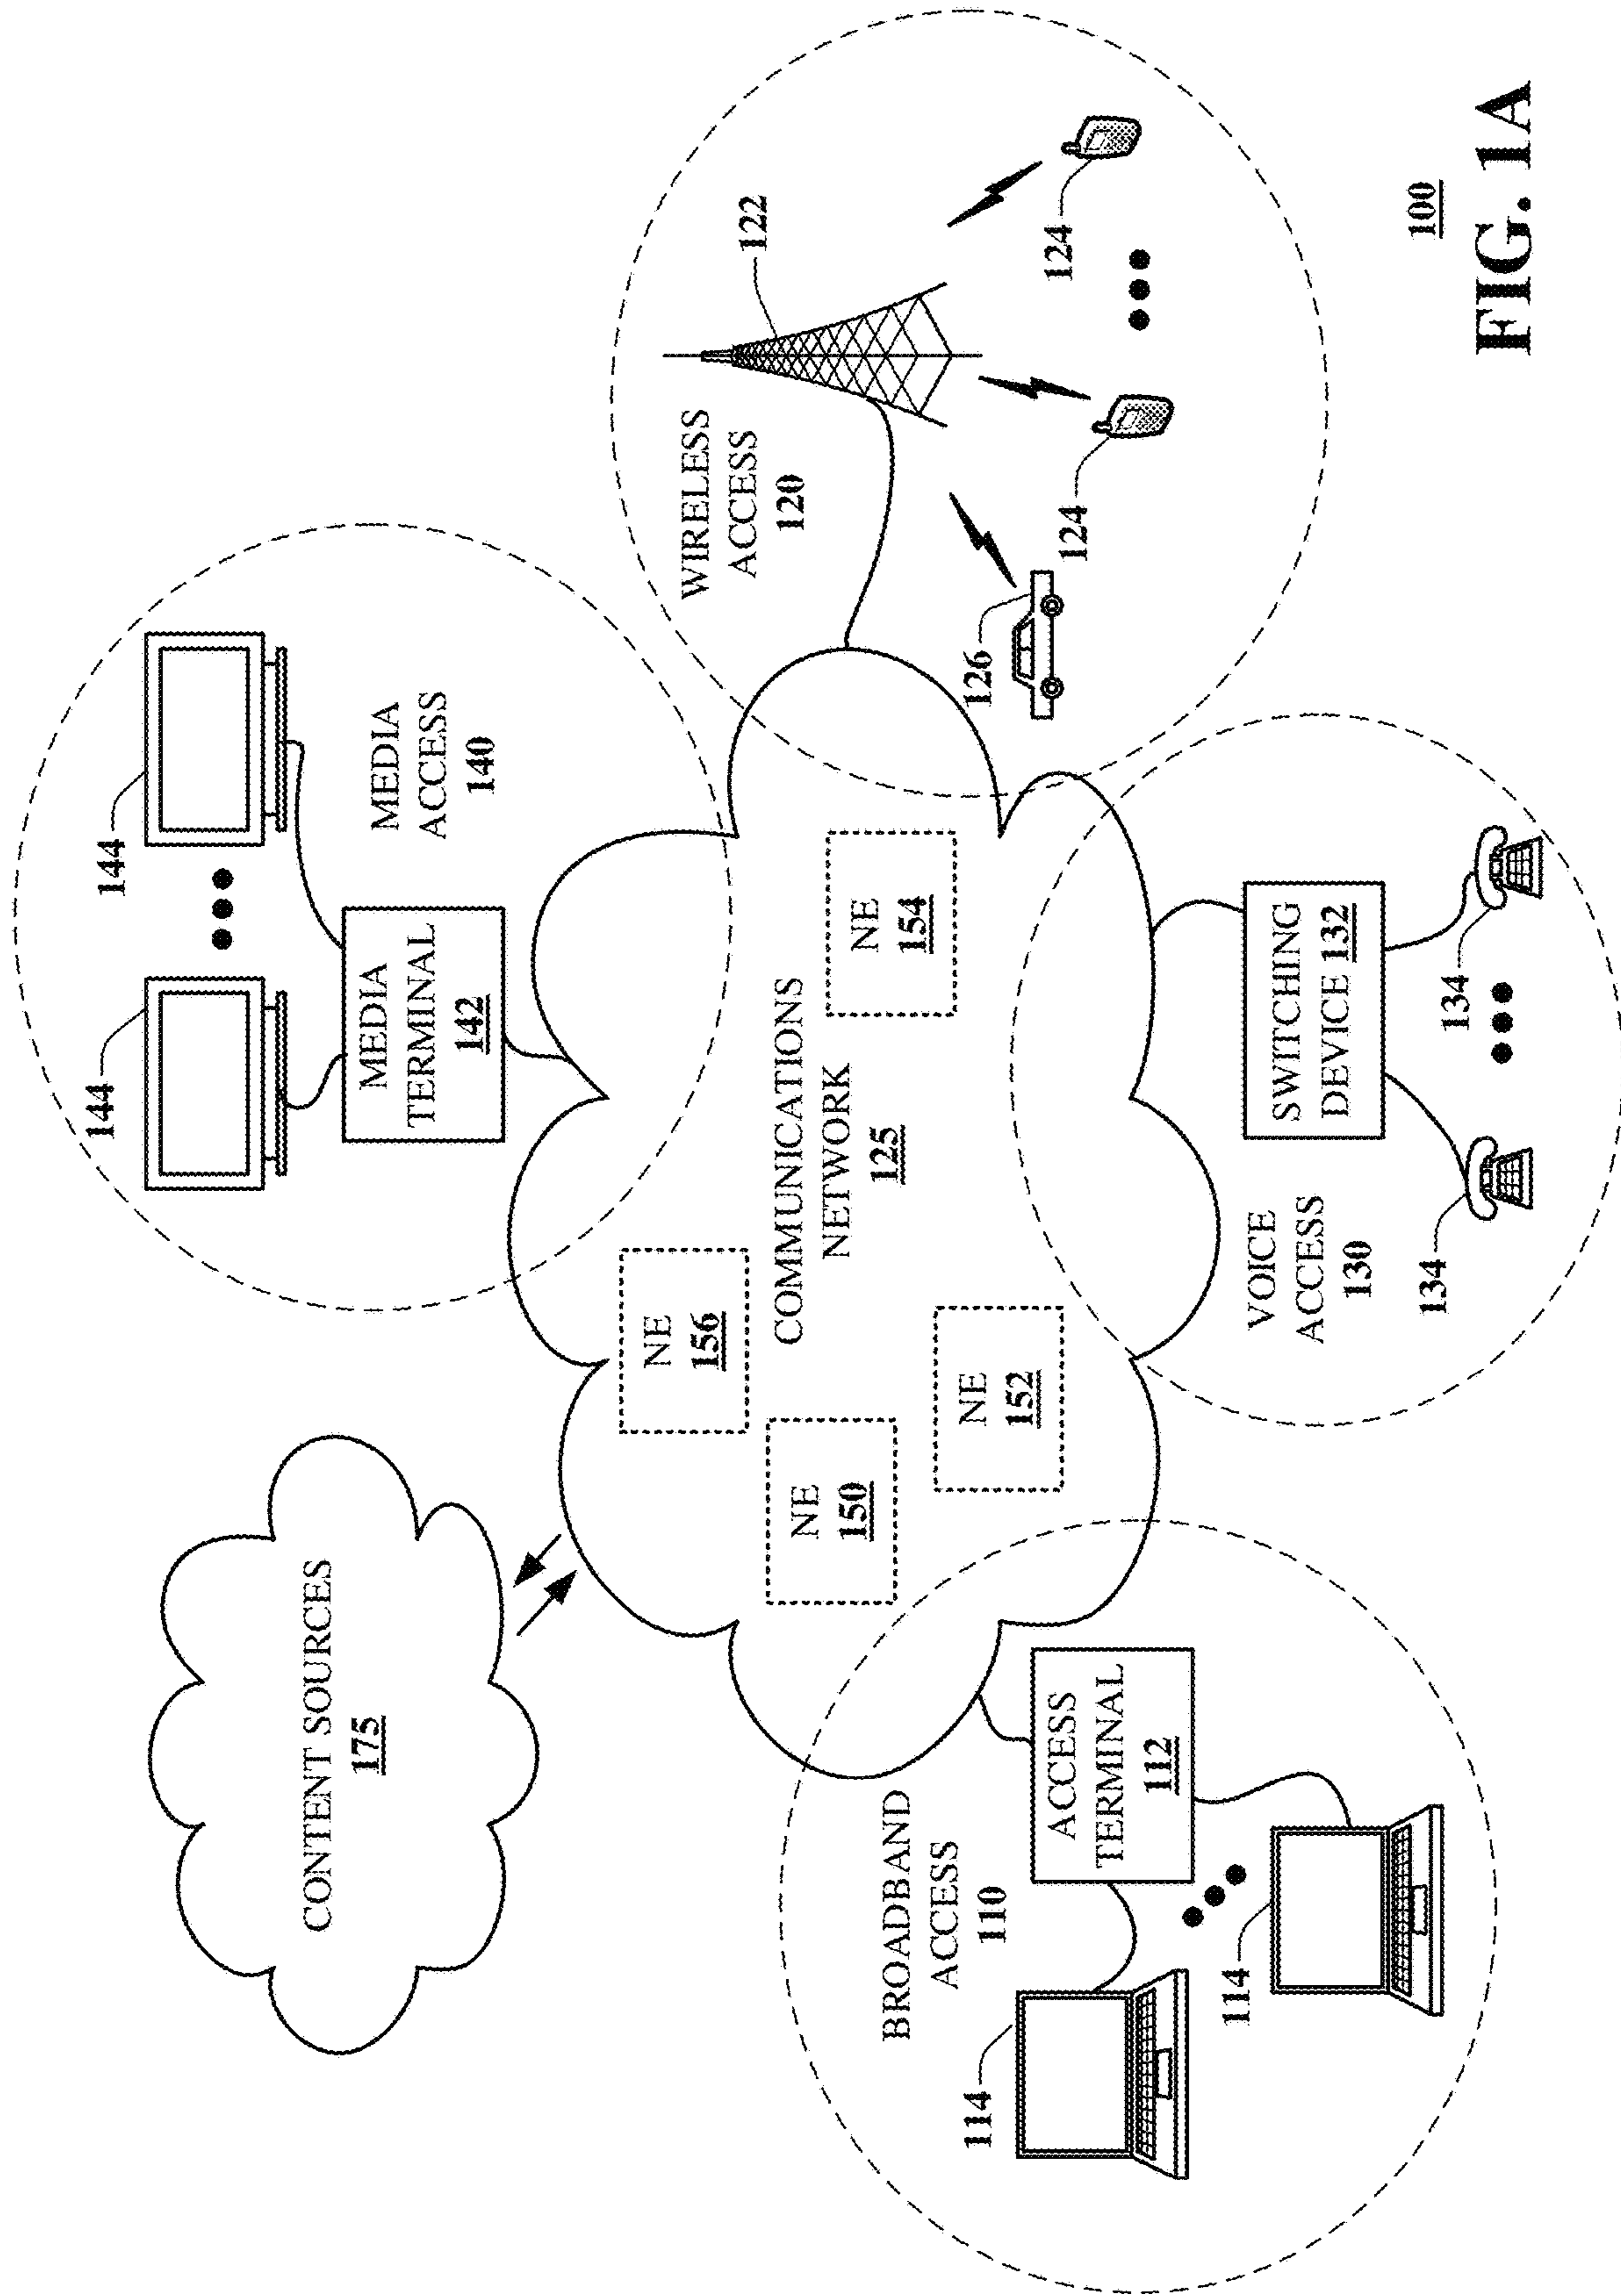 CONTENT SOURCES
175
144
144
MEDIA
TERMINAL
142
MEDIA
ACCESS
140
WIRELESS
ACCESS
120
122
NE
156
NE
150
COMMUNICATIONS
NETWORK
125
NE
154
NE
152
BROADBAND
ACCESS
110
ACCESS
TERMINAL
112
114
114
VOICE
ACCESS
130
SWITCHING
DEVICE 132
134
134
126
124
124
100
FIG. 1A